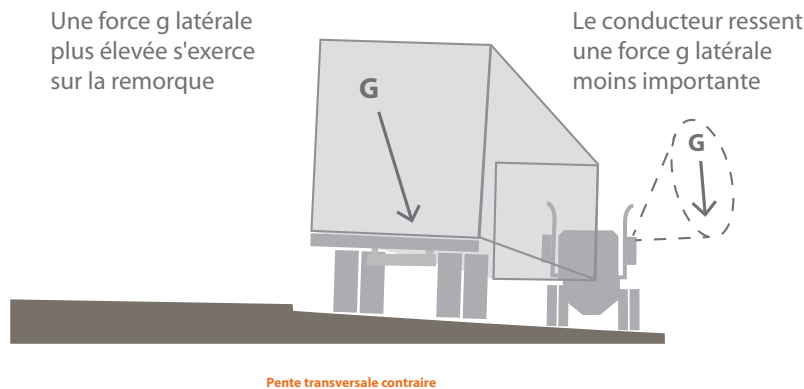 Une force g latérale
plus élevée s'exerce
sur la remorque
Le conducteur ressent
une force g latérale
moins importante
G
G
Pente transversale contraire